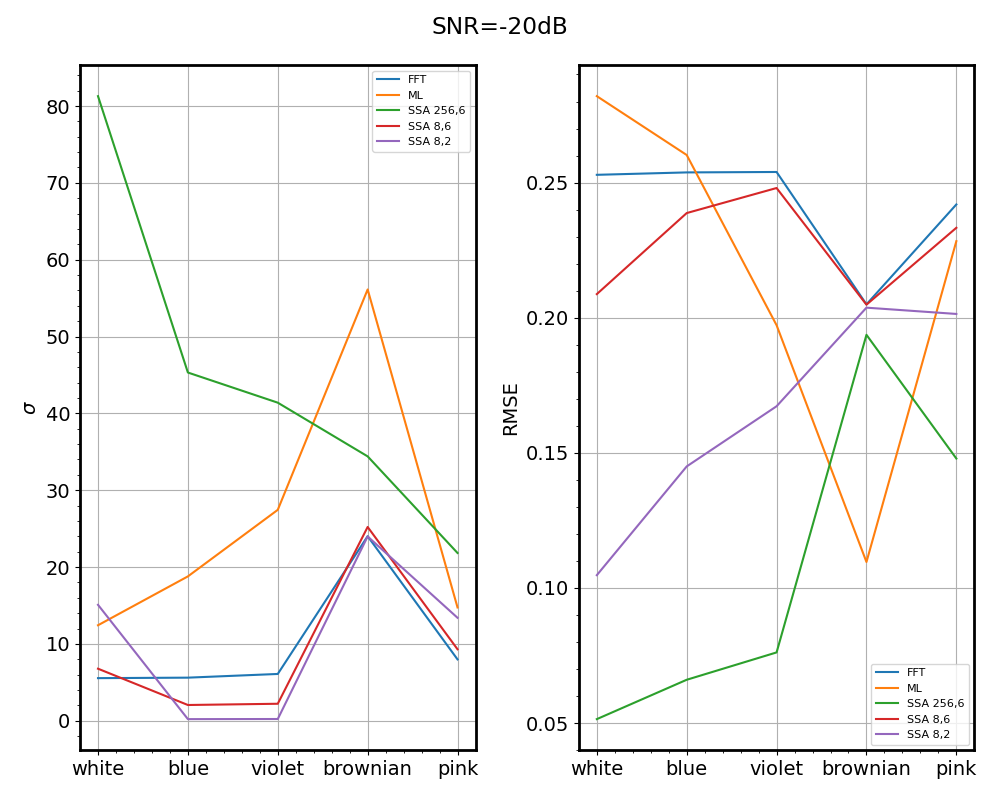 SNR=-20dB
80
70
60
50
40
30
20
10
0
σ
white blue violet brownian pink
FFT
ML
SSA 256,6
SSA 8,6
SSA 8,2
0.25
0.20
0.15
0.10
0.05
RMSE
white blue violet brownian pink
FFT
ML
SSA 256,6
SSA 8,6
SSA 8,2